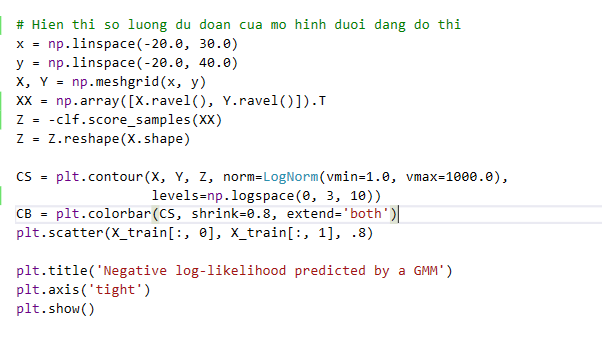 # Hien thi so luong du doan cua mo hinh duoi dang do thi
x = np.linspace(-20.0, 30.0)
y = np.linspace(-20.0, 40.0)
X, Y = np.meshgrid(x, y)
XX = np.array([X.ravel(), Y.ravel()]).T
Z = -clf.score_samples(XX)
Z = Z.reshape(X.shape)
CS = plt.contour(X, Y, Z, norm=LogNorm(vmin=1.0, vmax=1000.0),
levels=np.logspace(0, 3, 10))
CB = plt.colorbar(CS, shrink=0.8, extend='both')
plt.scatter(X_train[:, 0], X_train[:, 1], .8)
plt.title('Negative log-likelihood predicted by a GMM')
plt.axis('tight')
plt.show()